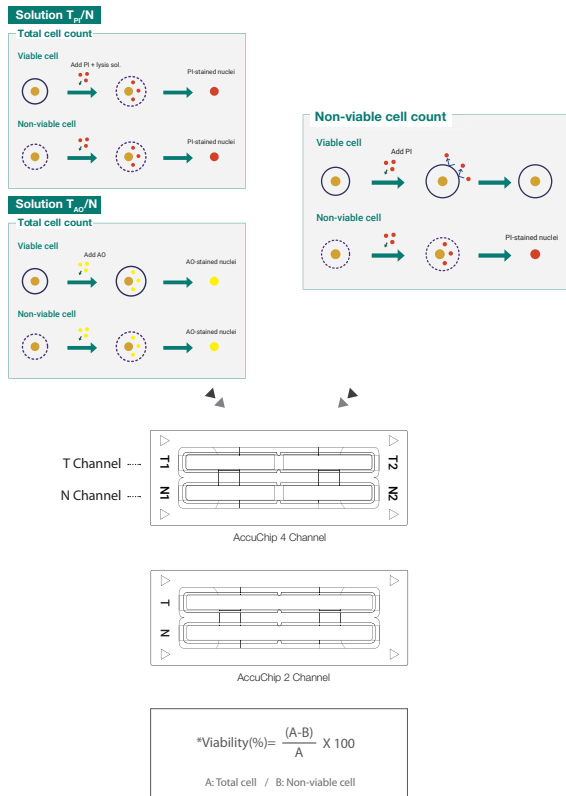 Solution TPI/N
Total cell count
Viable cell
Add PI + lysis sol.
PI-stained nuclei
Non-viable cell
PI-stained nuclei
Solution TAO/N
Total cell count
Viable cell
Add AO
AO-stained nuclei
Non-viable cell
AO-stained nuclei
Non-viable cell count
Viable cell
Add PI
Non-viable cell
PI-stained nuclei
T Channel
N Channel
T1
T2
N1
N2
AccuChip 4 Channel
T
N
AccuChip 2 Channel
*Viability(%)= (A-B) / A X 100
A: Total cell / B: Non-viable cell